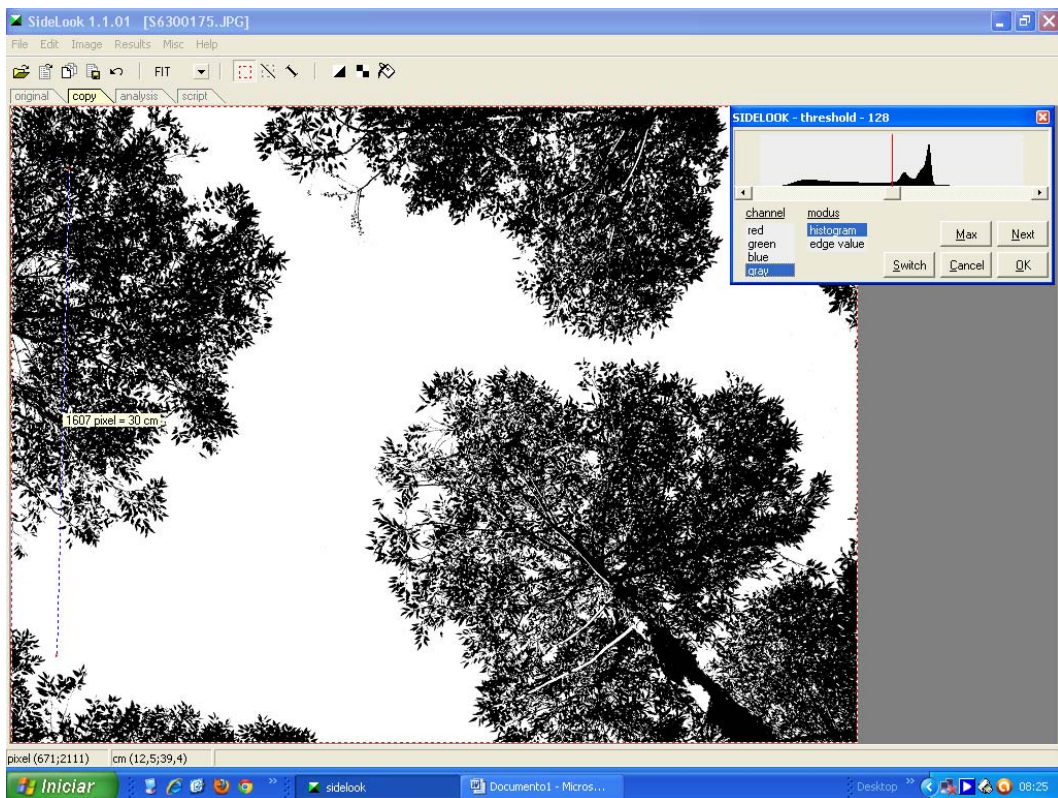 SideLook 1.1.01 [S6300175.JPG]
File Edit Image Results Misc Help
FIT
original copy analysis script
SIDELOOK - threshold - 128
channel modus
red histogram
green edge value
blue
gray
Max Next
Switch Cancel OK
1607 pixel = 30 cm
pixel (671;2111) cm (12,5;39,4)
Iniciar sidelook Documento1 - Micros... Desktop 08:25